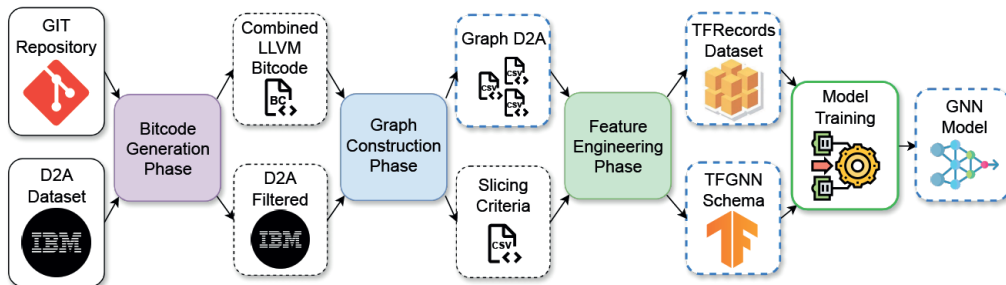 GIT
Repository
D2A
Dataset
IBM
Bitcode
Generation
Phase
Combined
LLVM
Bitcode
BC
D2A
Filtered
IBM
Graph
Construction
Phase
Graph D2A
CSV
CSV
CSV
Slicing
Criteria
CSV
Feature
Engineering
Phase
TFRecords
Dataset
TFGNN
Schema
Model
Training
GNN
Model